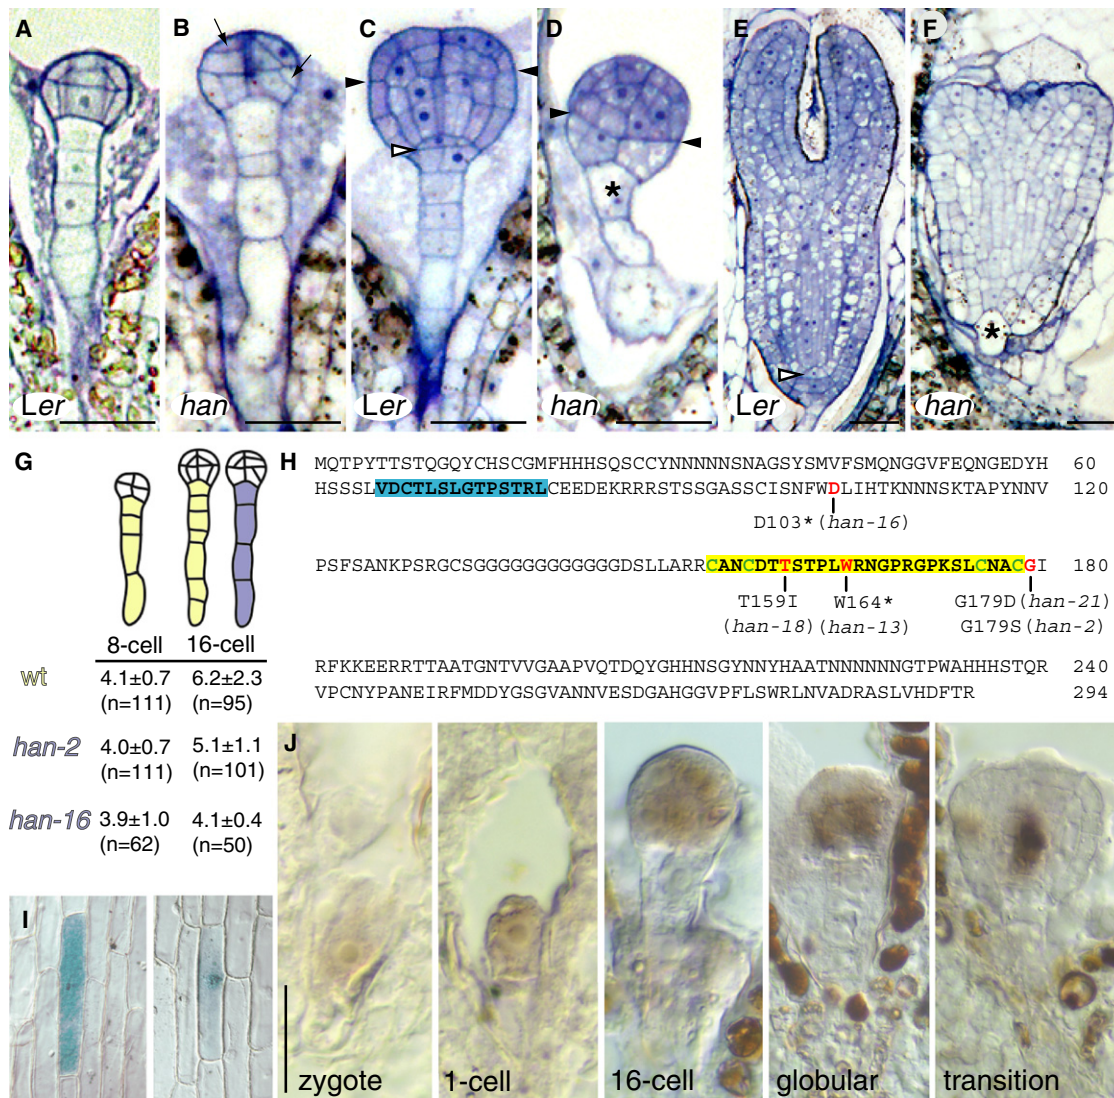 A B C D E F
* *
Ler han Ler han Ler han
G
8-cell 16-cell
wt 4.1±0.7 6.2±2.3
(n=111) (n=95)
han-2 4.0±0.7 5.1±1.1
(n=111) (n=101)
han-16 3.9±1.0 4.1±0.4
(n=62) (n=50)
H
MQTPYTTSTQGQYCHSCGMFHHHSQSCCYNNNNNSNAGSYSMVFSMQNGGVFEQNGEDYH 60
HSSSLVDCTLSLGTPSTRLCEEDEKRRRSTSSGASSCISNFWDLIHTKNNNSKTAPYNNV 120
D103*(han-16)
PSFSANKPSRGCSGGGGGGGGGGGDSLLARRCANCDTTSTPLWRNGPRGPKSLCNACGI 180
T159I W164* G179D(han-21)
(han-18) (han-13) G179S(han-2)
RFKKEERRTTAATGNTVVGAAPVQTDQYGHHNSGYNNYHAATNNNNNNGTPWAHHHSTQR 240
VPCNYPANEIRFMDDYGSGVANNVESDGAHGGVPFLSWRLNVADRASLVHDFTR 294
I
J
zygote 1-cell 16-cell globular transition